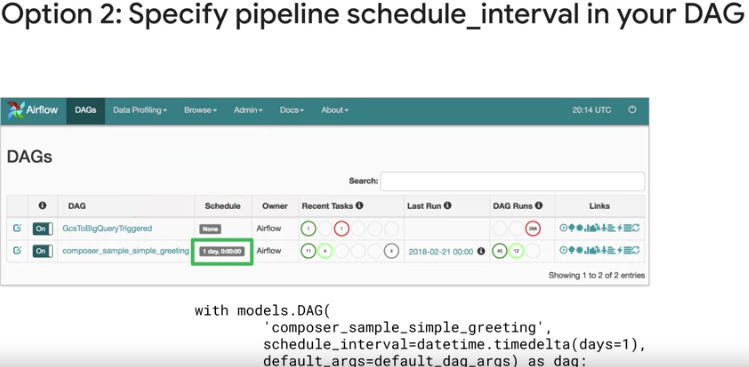 Option 2: Specify pipeline schedule_interval in your DAG
Airflow DAGs Data Profiling Browse Admin Docs About 20:14 UTC
DAGs
Search:
DAG Schedule Owner Recent Tasks Last Run DAG Runs Links
On GcsToBigQueryTriggered None Airflow 1 1 268
On composer_sample_simple_greeting 1 day, 0:00:00 Airflow 11 4 4 2018-02-21 00:00 40 12
Showing 1 to 2 of 2 entries
with models.DAG(
'composer_sample_simple_greeting',
schedule_interval=datetime.timedelta(days=1),
default_args=default_dag_args) as dag: